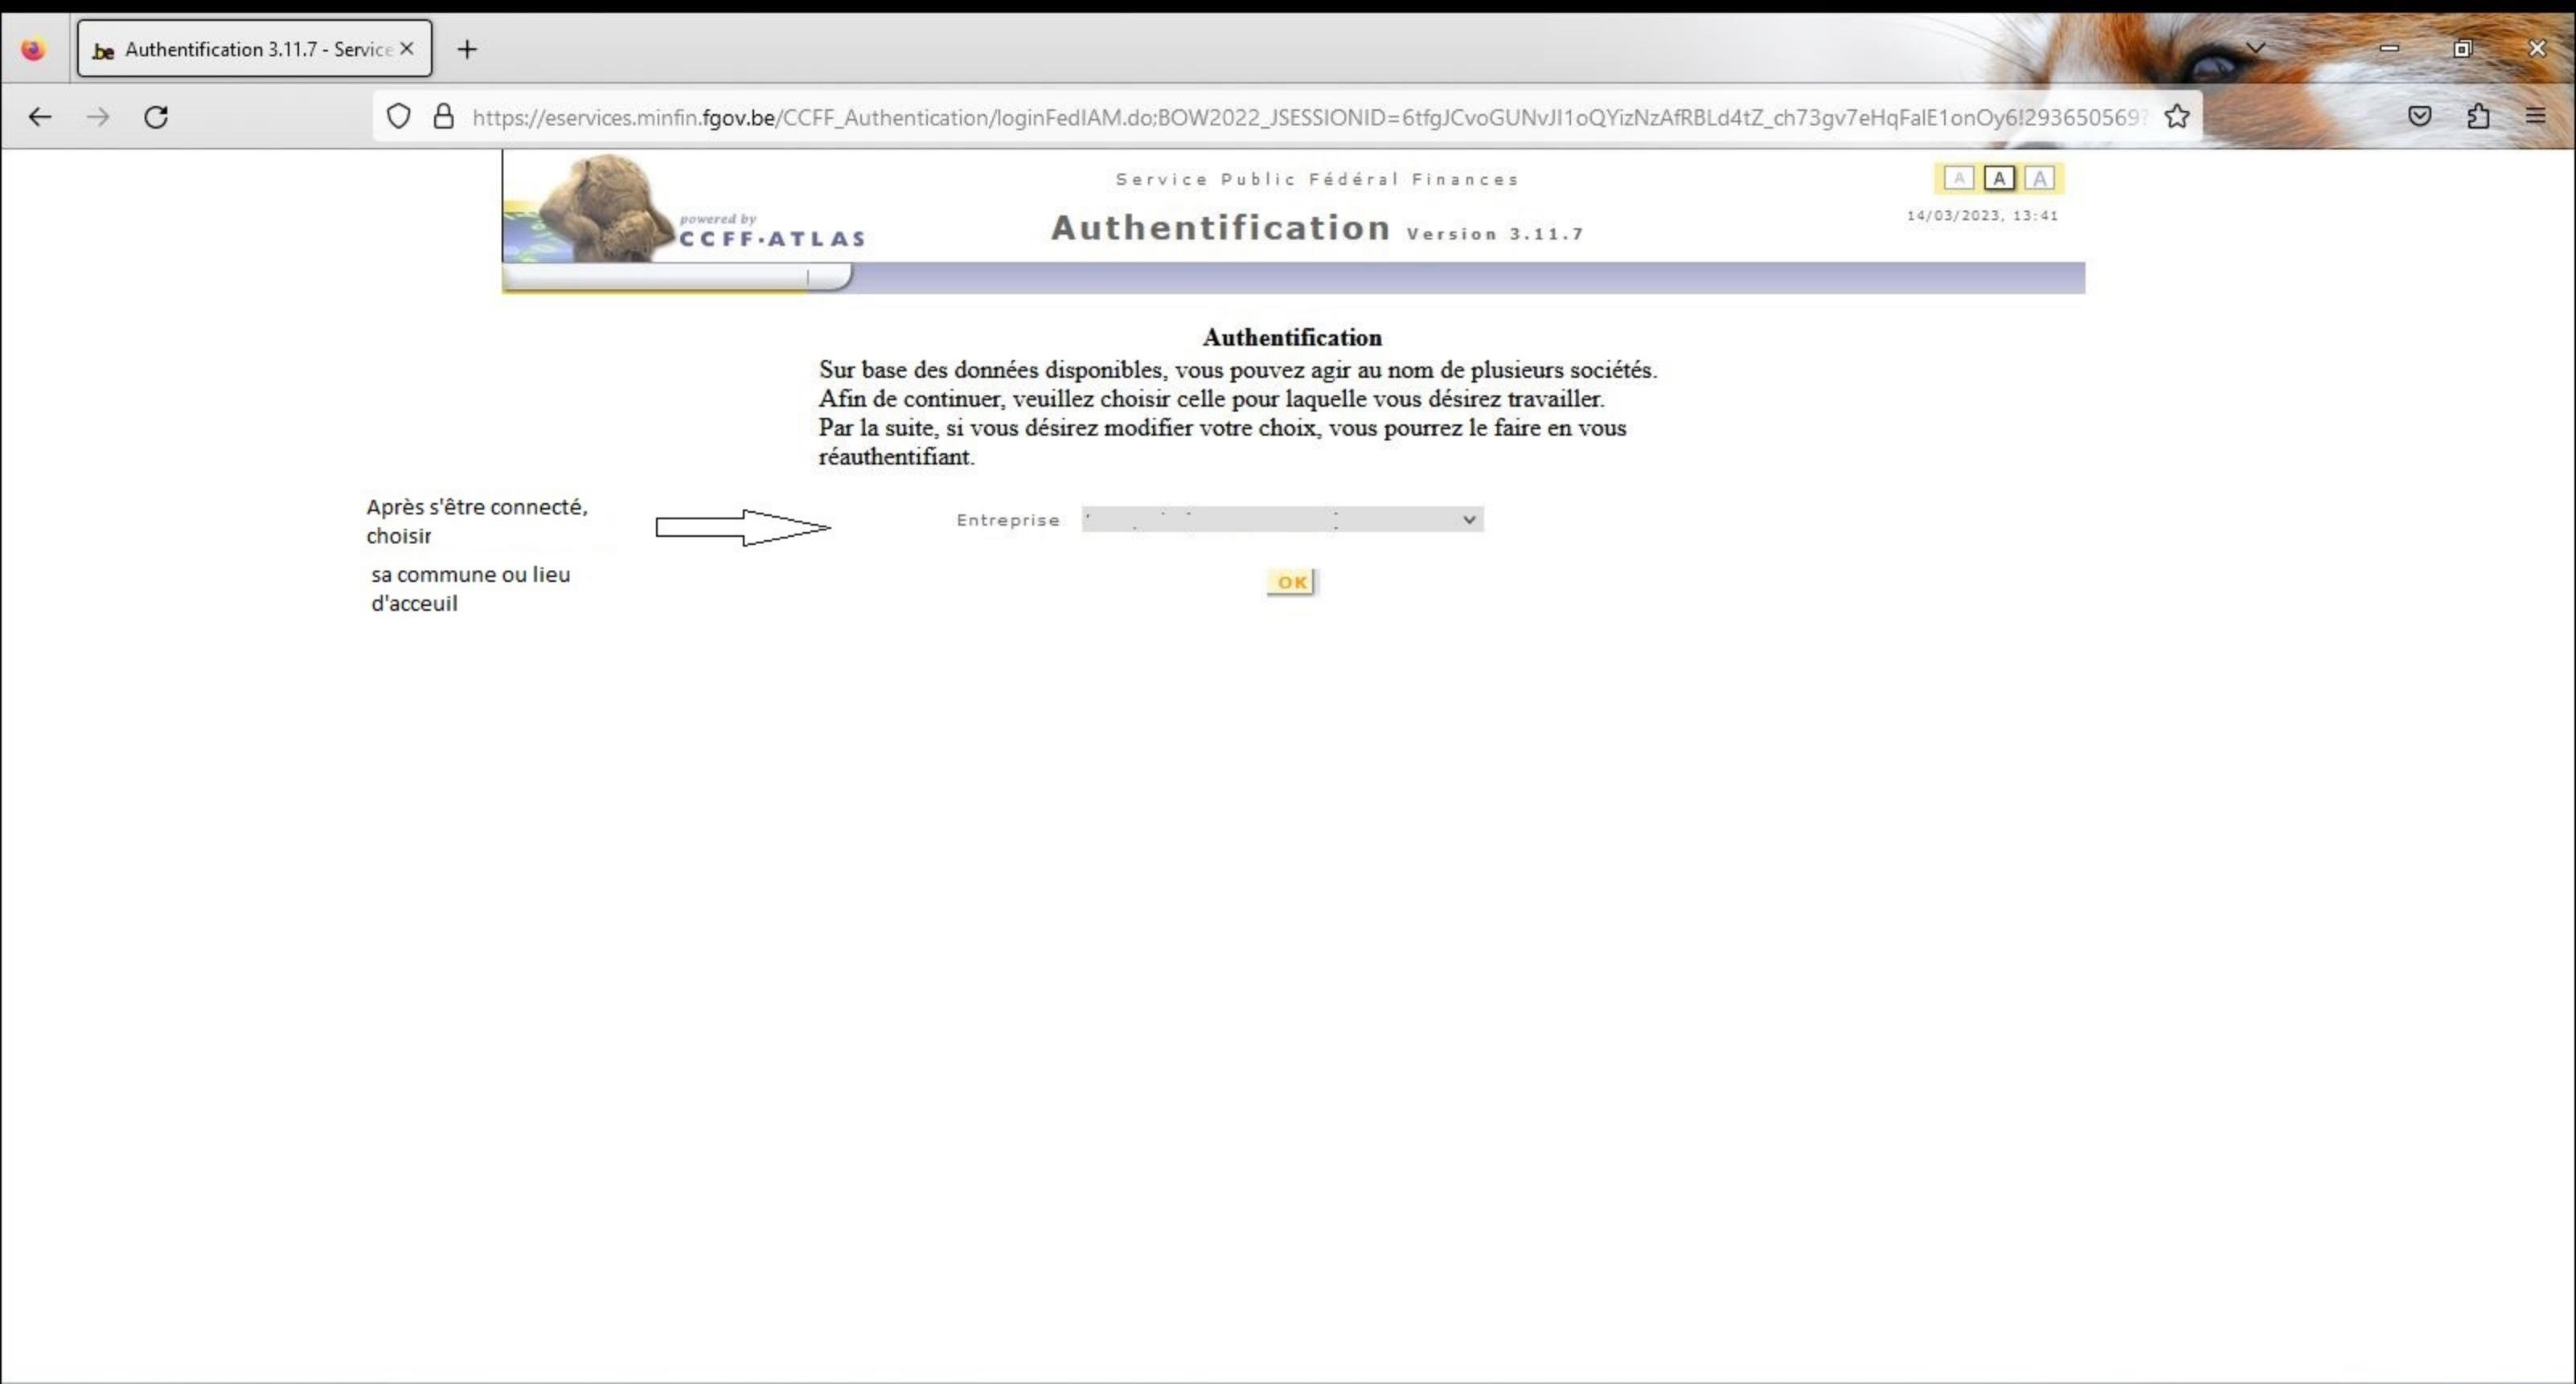 .be Authentification 3.11.7 - Service
https://eservices.minfin.fgov.be/CCFF_Authentication/loginFedIAM.do;BOW2022_JSESSIONID=6tfgJCvoGUNvJI1oQYizNzAfRBLd4tZ_ch73gv7eHqFalE1onOy6!293650569?
Service Public Fédéral Finances
A A A
powered by
CCFF·ATLAS
Authentification Version 3.11.7
14/03/2023, 13:41
Authentification
Sur base des données disponibles, vous pouvez agir au nom de plusieurs sociétés.
Afin de continuer, veuillez choisir celle pour laquelle vous désirez travailler.
Par la suite, si vous désirez modifier votre choix, vous pourrez le faire en vous
réauthentifiant.
Après s'être connecté,
choisir
sa commune ou lieu
d'acceuil
Entreprise
OK